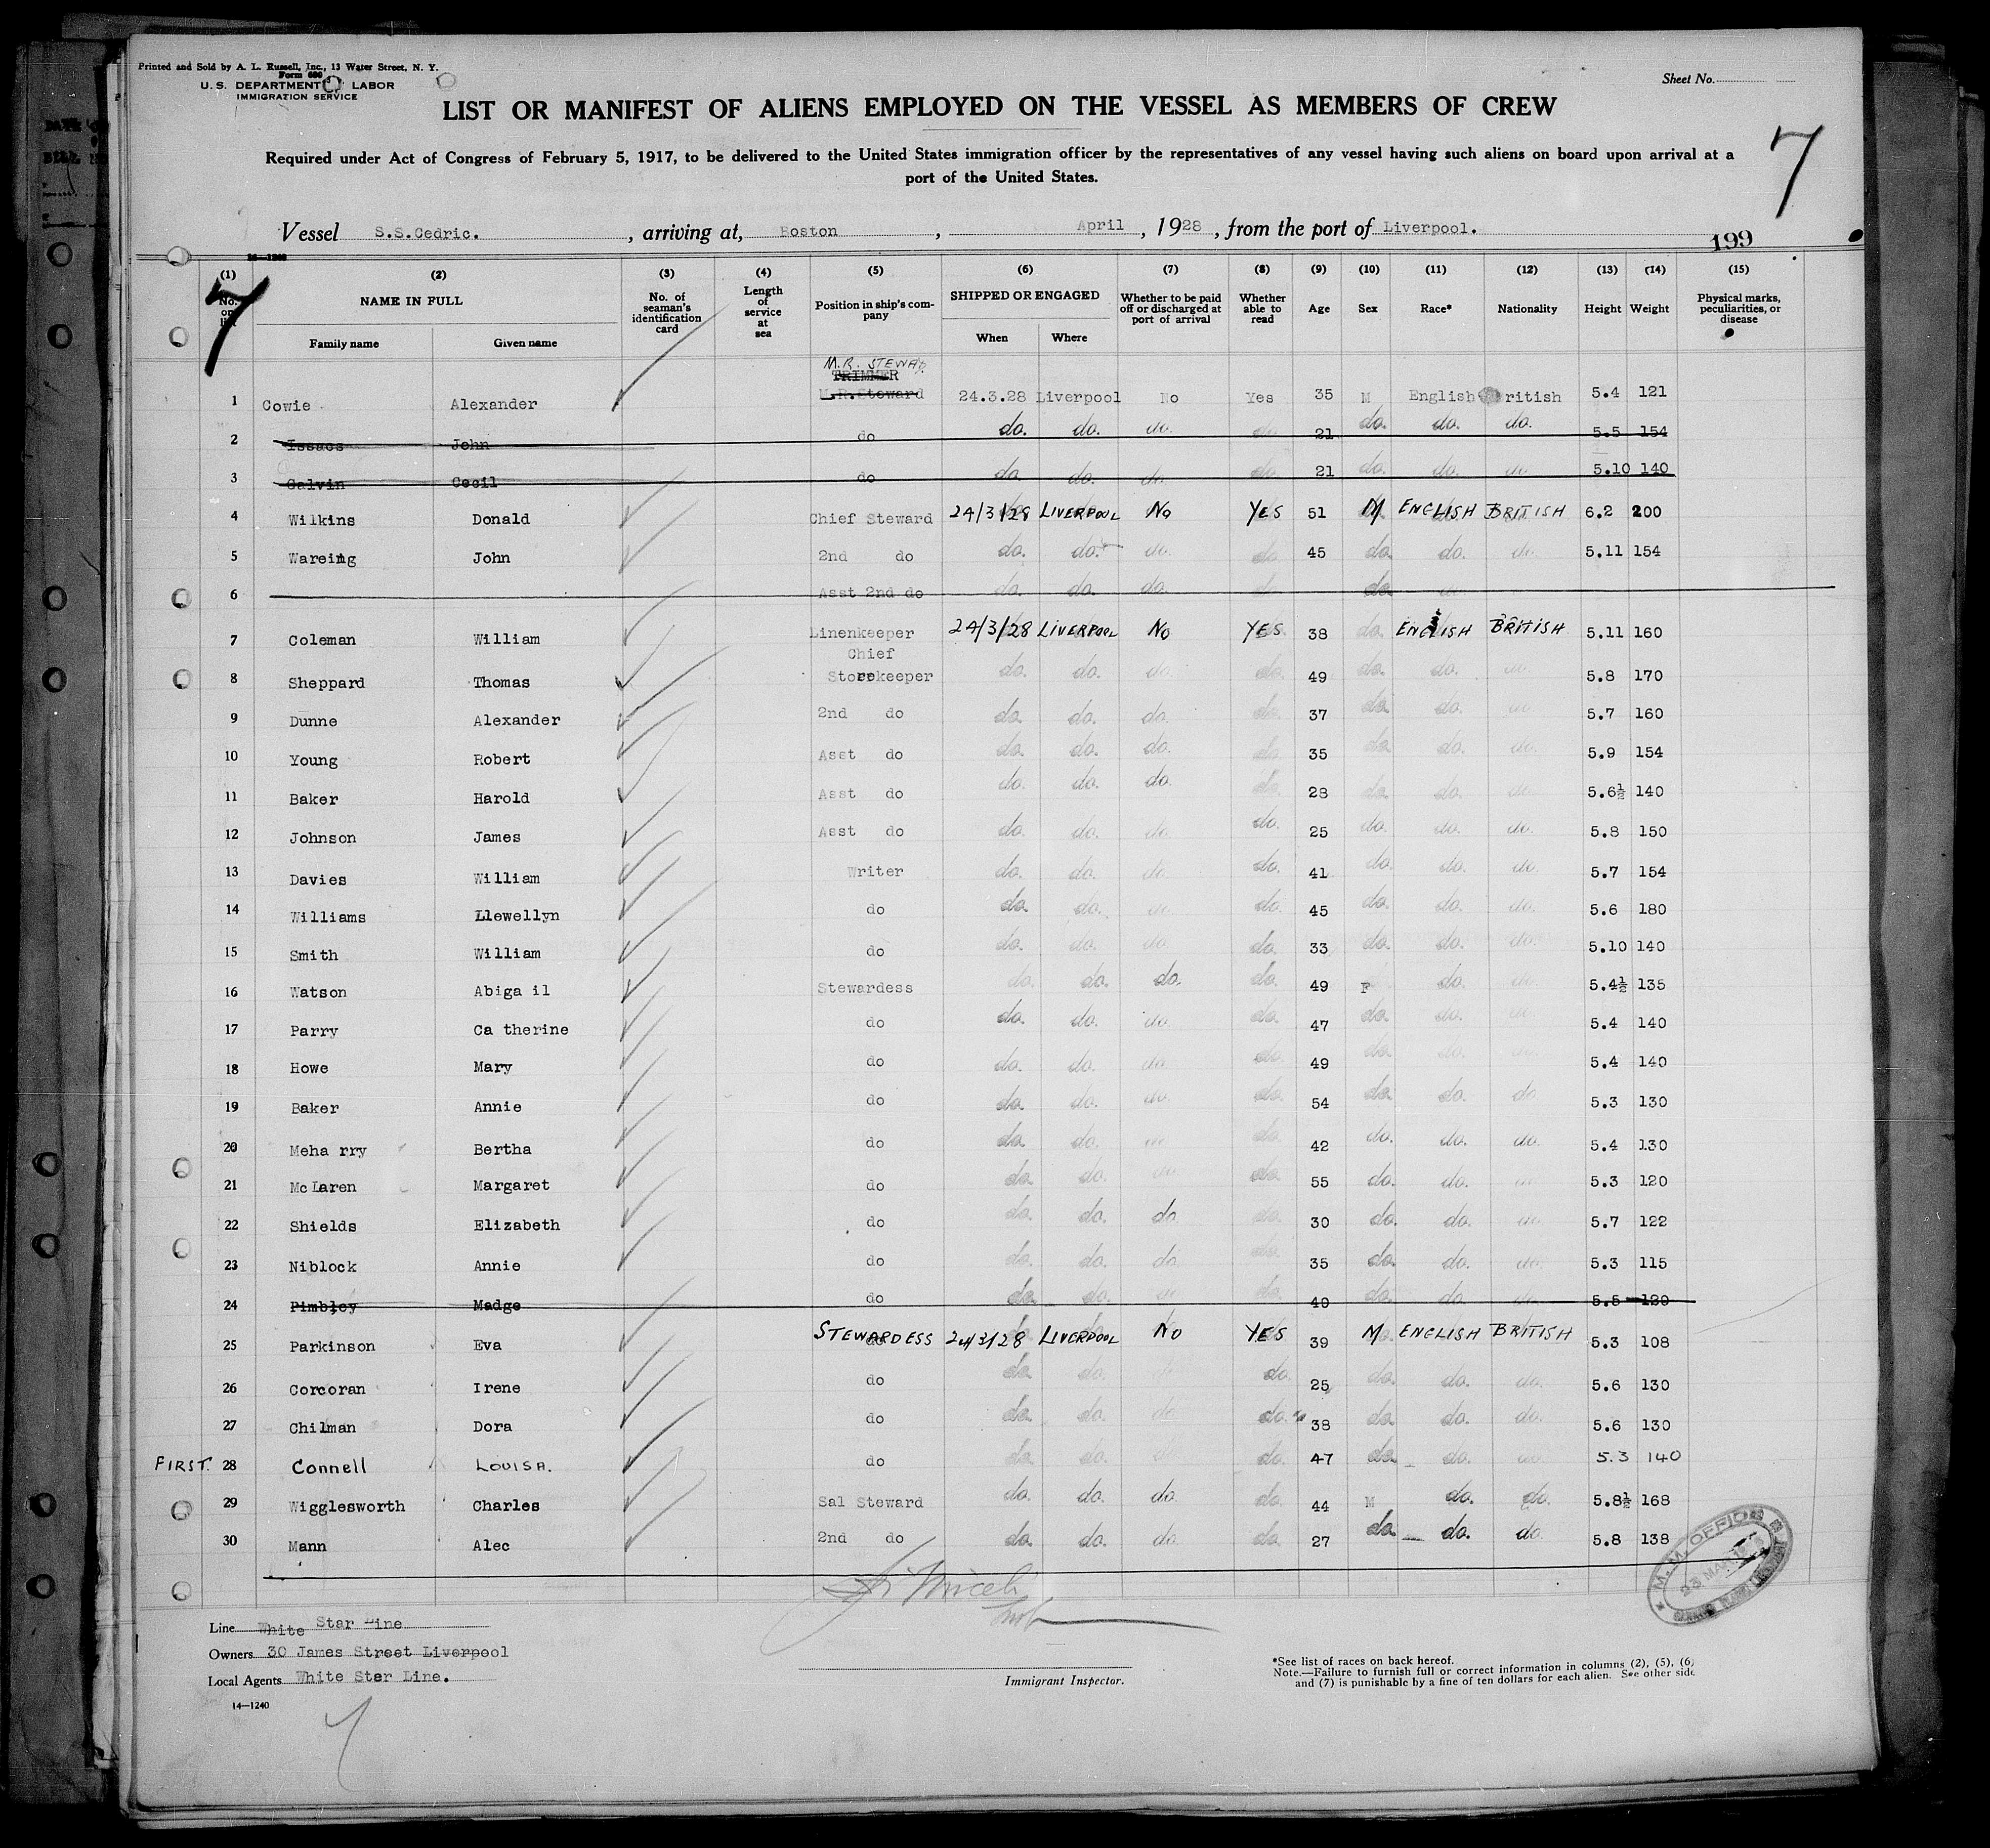 Printed and Sold by A. L. Russell, Inc., 13 Water Street, N. Y.
Form 680
U. S. DEPARTMENT LABOR
IMMIGRATION SERVICE
Sheet No.
LIST OR MANIFEST OF ALIENS EMPLOYED ON THE VESSEL AS MEMBERS OF CREW
7
Required under Act of Congress of February 5, 1917, to be delivered to the United States immigration officer by the representatives of any vessel having such aliens on board upon arrival at a
port of the United States.
Vessel S.S.Cedric. , arriving at, Boston , April , 1928 , from the port of Liverpool.
199
(1) (2) (3) (4) (5) (6) (7) (8) (9) (10) (11) (12) (13) (14) (15)
7
No. on list NAME IN FULL Family name Given name No. of seaman's identification card Length of service at sea Position in ship's company SHIPPED OR ENGAGED When Where Whether to be paid off or discharged at port of arrival Whether able to read Age Sex Race* Nationality Height Weight Physical marks, peculiarities, or disease
M.R. STEWAD.
TRIMMER
1 Cowie Alexander M.R.Steward 24.3.28 Liverpool No Yes 35 M English British 5.4 121
2 Issacs John do do. do. do. do. 21 do. do. do. 5.5 154
3 Galvin Cecil do do. do. do. do. 21 do. do. do. 5.10 140
4 Wilkins Donald Chief Steward 24/3/28 LIVERPOOL No YES 51 M ENGLISH BRITISH 6.2 200
5 Wareing John 2nd do do. do. do. do. 45 do. do. do. 5.11 154
6 Asst 2nd do do. do. do. do. do.
7 Coleman William Linenkeeper 24/3/28 LIVERPOOL No YES 38 do. ENGLISH BRITISH 5.11 160
Chief
8 Sheppard Thomas Storekeeper do. do. do. do. 49 do. do. do. 5.8 170
9 Dunne Alexander 2nd do do. do. do. do. 37 do. do. do. 5.7 160
10 Young Robert Asst do do. do. do. do. 35 do. do. do. 5.9 154
11 Baker Harold Asst do do. do. do. do. 28 do. do. do. 5.6½ 140
12 Johnson James Asst do do. do. do. do. 25 do. do. do. 5.8 150
13 Davies William Writer do. do. do. do. 41 do. do. do. 5.7 154
14 Williams Llewellyn do do. do. do. do. 45 do. do. do. 5.6 180
15 Smith William do do. do. do. do. 33 do. do. do. 5.10 140
16 Watson Abiga il Stewardess do. do. do. do. 49 F do. do. 5.4½ 135
17 Parry Ca therine do do. do. do. do. 47 do. do. do. 5.4 140
18 Howe Mary do do. do. do. do. 49 do. do. do. 5.4 140
19 Baker Annie do do. do. do. do. 54 do. do. do 5.3 130
20 Meha rry Bertha do do. do. do. do. 42 do. do. do. 5.4 130
21 McLaren Margaret do do. do. do. do. 55 do. do. do. 5.3 120
22 Shields Elizabeth do do. do. do do. 30 do. do. do. 5.7 122
23 Niblock Annie do do. do. do. do. 35 do. do. do. 5.3 115
24 Pimbley Madge do do. do. do. do. 40 do. do. do. 5.5 120
25 Parkinson Eva STEWARDESS 24/3/28 LIVERPOOL No YES 39 M ENGLISH BRITISH 5.3 108
26 Corcoran Irene do do. do. do. do. 25 do. do. do. 5.6 130
27 Chilman Dora do do. do. do. do. 38 do. do. do. 5.6 130
FIRST. 28 Connell LOUISA. do do. do. do. do. 47 do. do. do. 5.3 140
29 Wigglesworth Charles Sal Steward do. do. do. do. 44 M do. do. 5.8½ 168
30 Mann Alec 2nd do do. do. do. do. 27 do. do. do. 5.8 138
M.M. OFFICE
Line White Star Line
Owners 30 James Street Liverpool
Local Agents White Star Line.
14—1240
Immigrant Inspector.
*See list of races on back hereof.
Note.—Failure to furnish full or correct information in columns (2), (5), (6)
and (7) is punishable by a fine of ten dollars for each alien. See other side